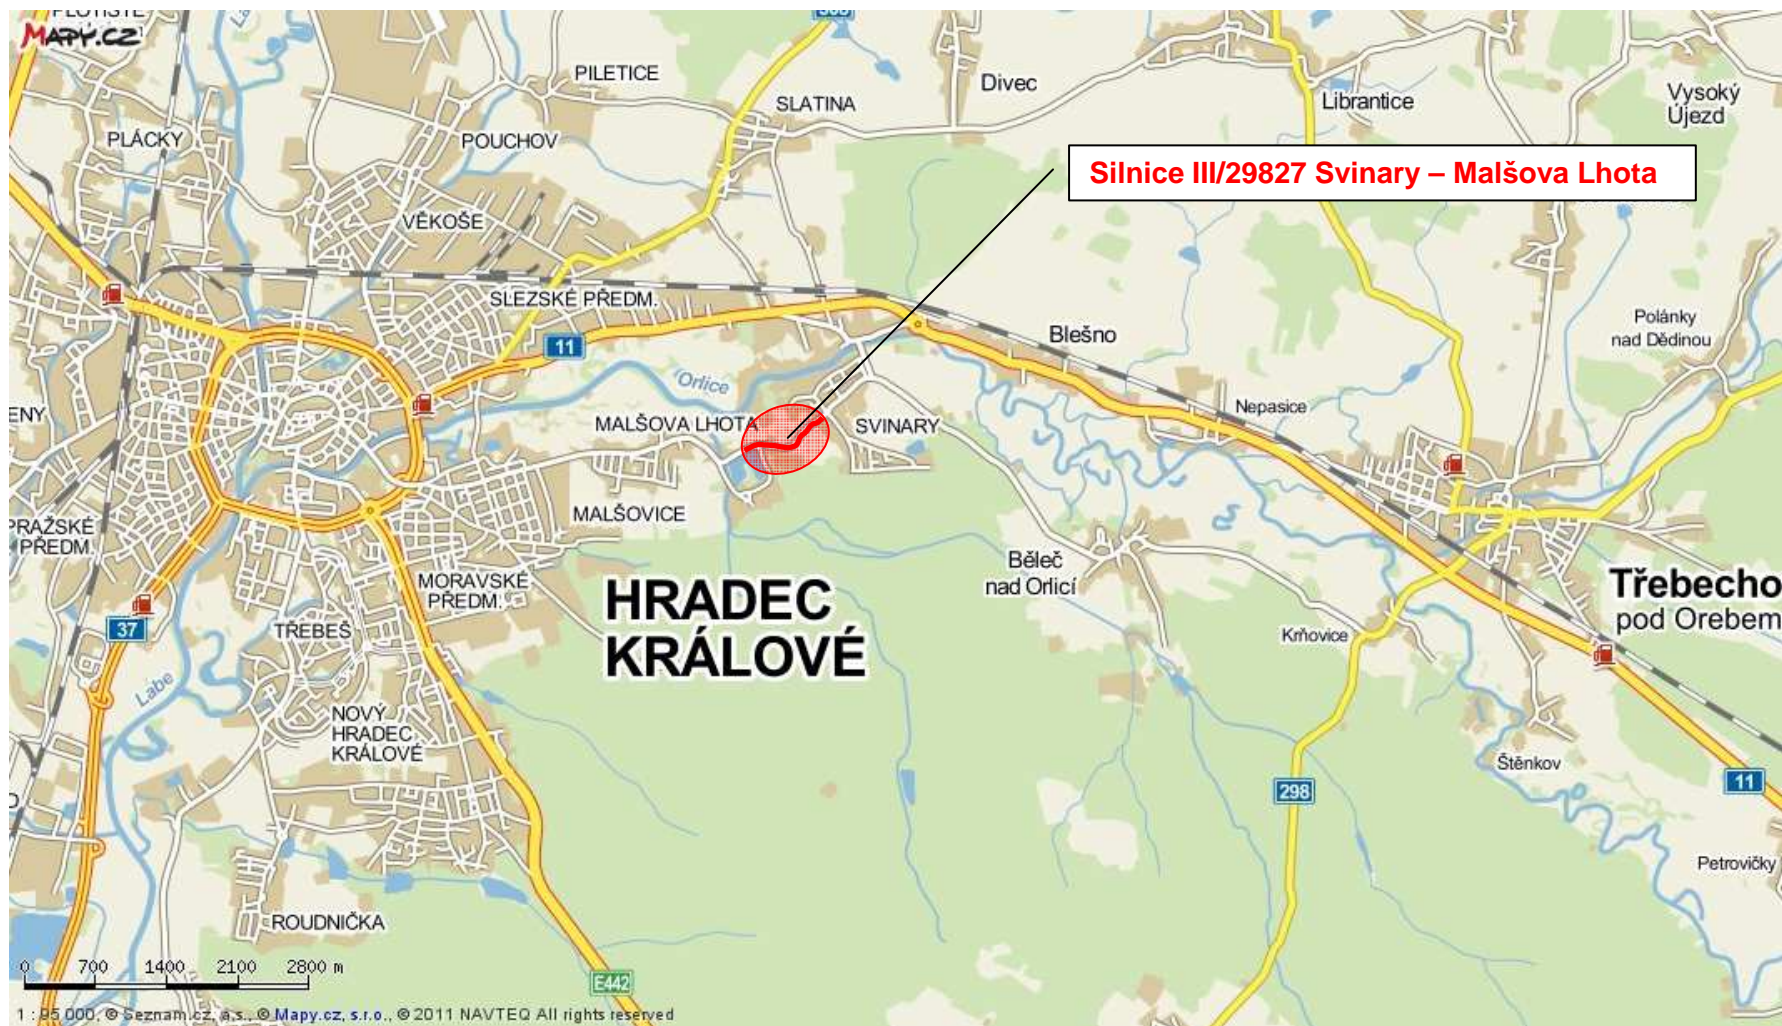 PLOTIŠTĚ
MAPY.CZ
PILETICE
Divec
SLATINA
Librantice
Vysoký
Újezd
PLÁCKY
POUCHOV
Silnice III/29827 Svinary – Malšova Lhota
VĚKOŠE
SLEZSKÉ PŘEDM.
11
Blešno
Polánky
nad Dědinou
Orlice
Nepasice
ENY
MALŠOVA LHOTA
SVINARY
MALŠOVICE
PRAŽSKÉ
PŘEDM.
Běleč
nad Orlicí
MORAVSKÉ
PŘEDM.
HRADEC
KRÁLOVÉ
Třebecho
pod Orebem
37
TŘEBEŠ
Krňovice
Labe
NOVÝ
HRADEC
KRÁLOVÉ
Štěnkov
298
11
Petrovičky
ROUDNIČKA
0 700 1400 2100 2800 m
E442
1 : 95 000, © Seznam.cz, a.s., © Mapy.cz, s.r.o., © 2011 NAVTEQ All rights reserved